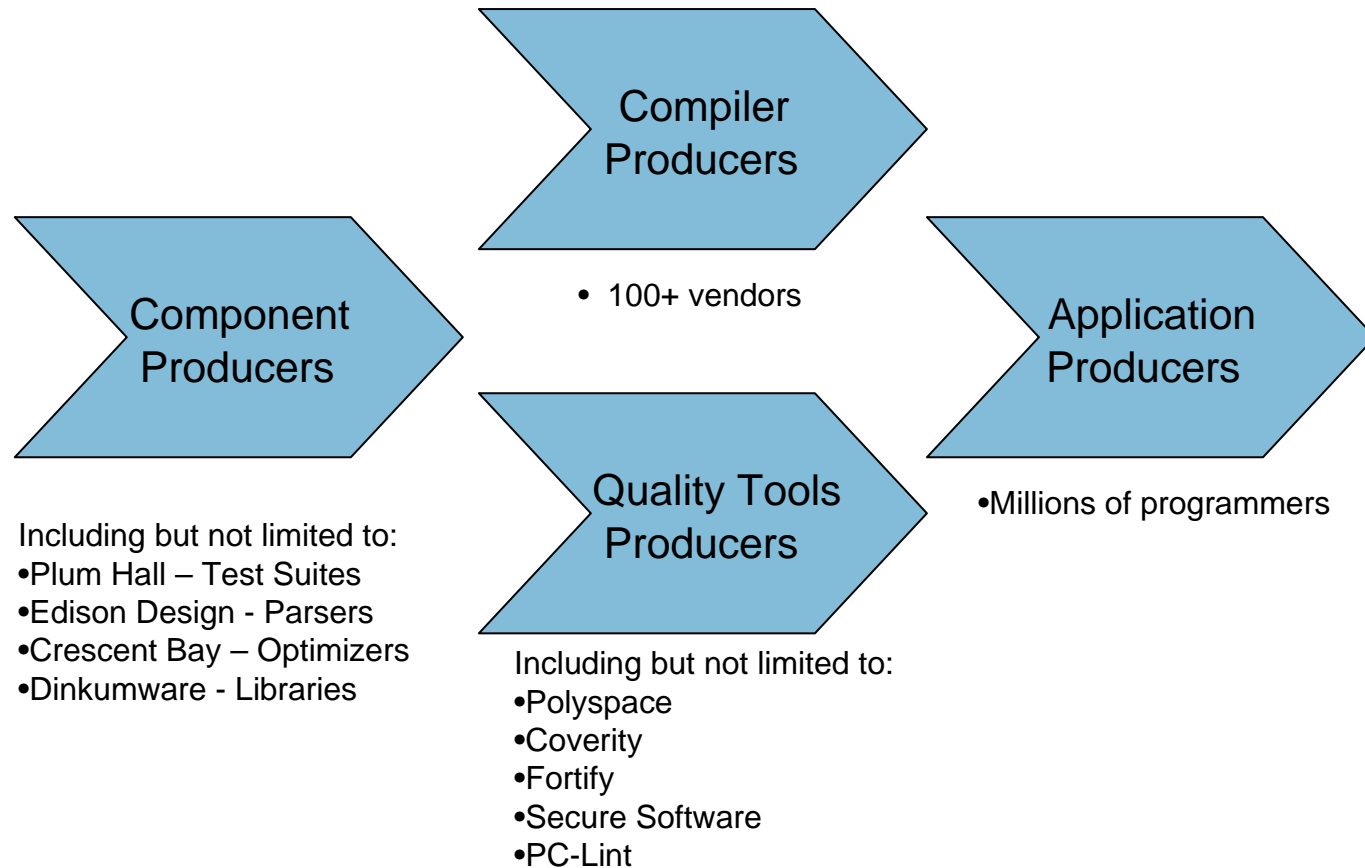 Compiler
Producers
• 100+ vendors
Component
Producers
Including but not limited to:
•Plum Hall – Test Suites
•Edison Design - Parsers
•Crescent Bay – Optimizers
•Dinkumware - Libraries
Quality Tools
Producers
Including but not limited to:
•Polyspace
•Coverity
•Fortify
•Secure Software
•PC-Lint
Application
Producers
•Millions of programmers